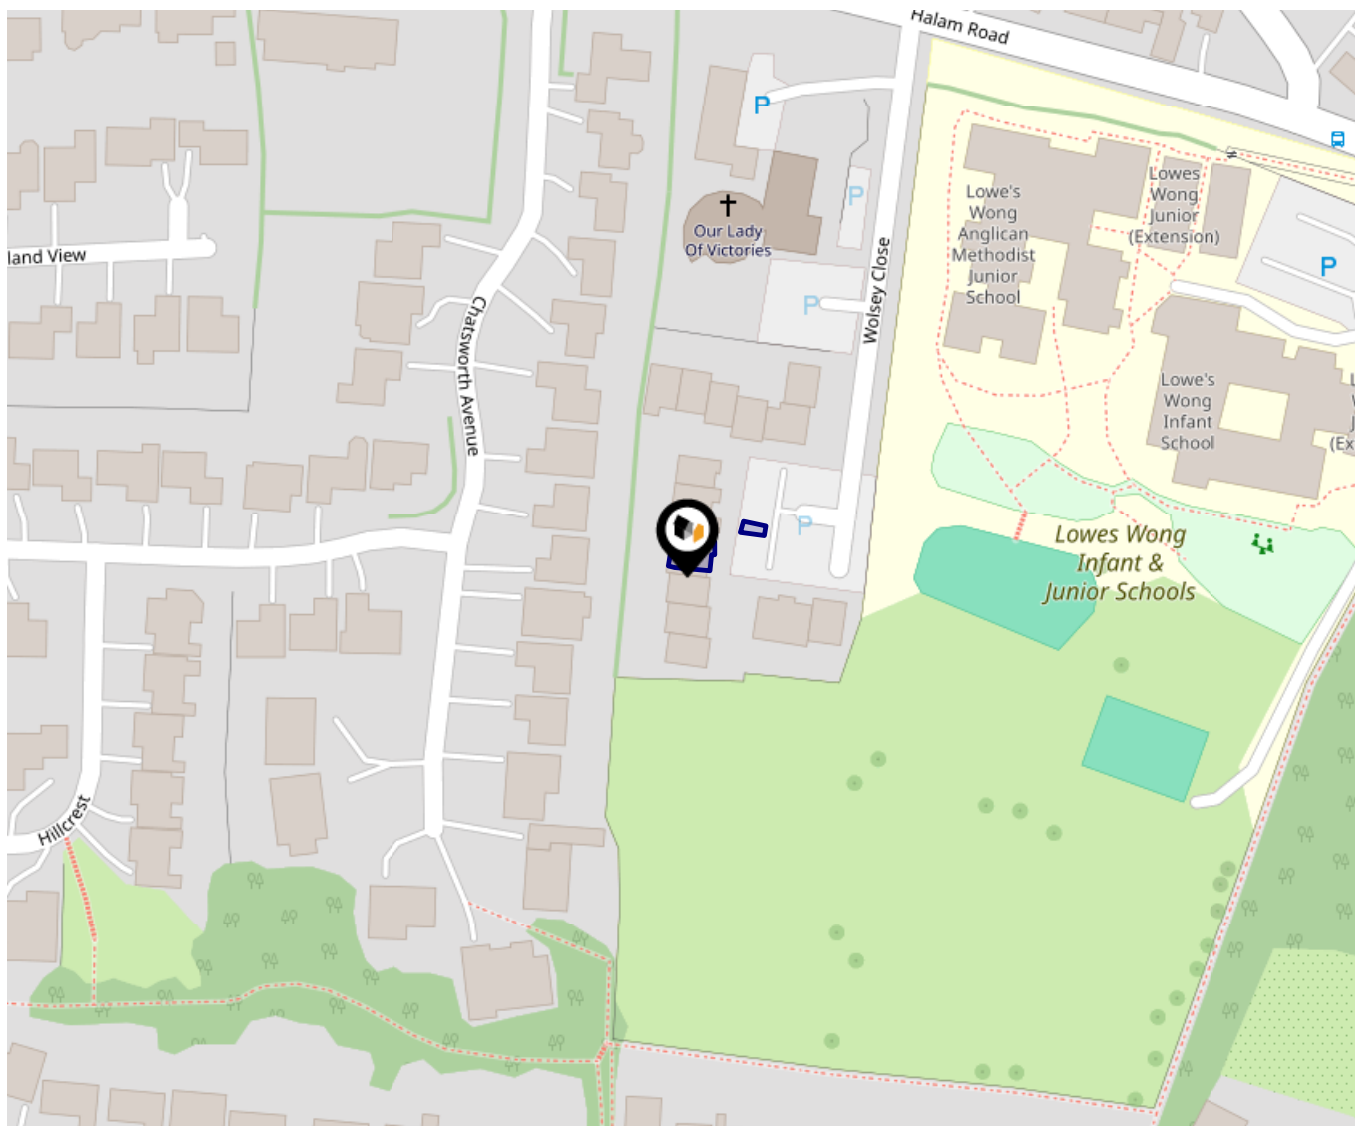 Halam Road
P
Lowe's
Wong
Anglican
Methodist
Junior
School
Lowes
Wong
Junior
(Extension)
P
Our Lady
Of Victories
land View
P
P
Wolsey Close
Chatsworth Avenue
Lowe's
Wong
Infant
School
(Ex
P
Lowes Wong
Infant &
Junior Schools
Hillcrest